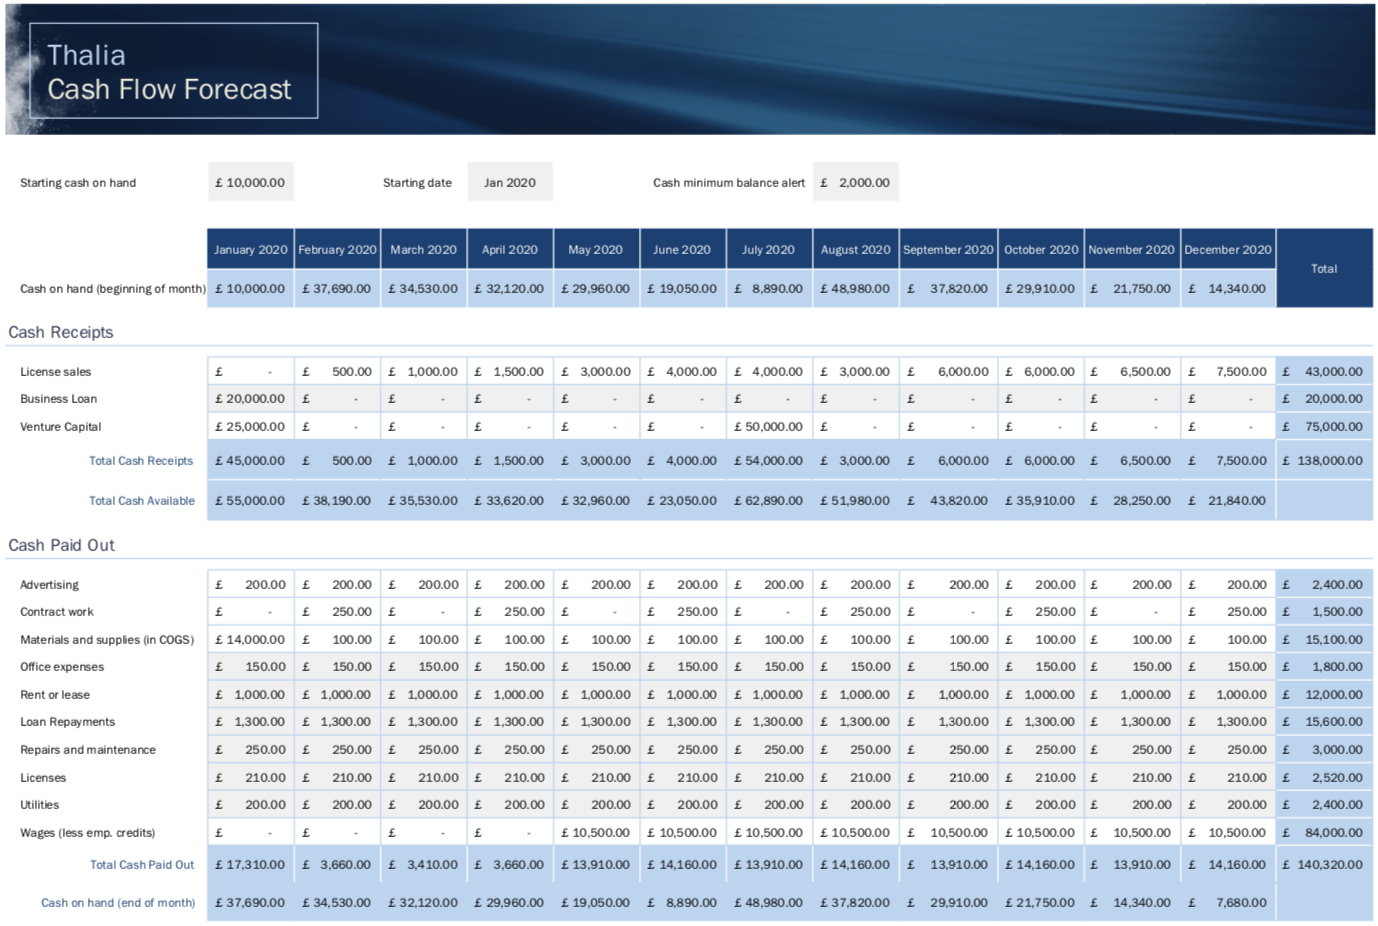 Thalia
Cash Flow Forecast
Starting cash on hand £ 10,000.00 Starting date Jan 2020 Cash minimum balance alert £ 2,000.00
January 2020 February 2020 March 2020 April 2020 May 2020 June 2020 July 2020 August 2020 September 2020 October 2020 November 2020 December 2020 Total
Cash on hand (beginning of month) £ 10,000.00 £ 37,690.00 £ 34,530.00 £ 32,120.00 £ 29,960.00 £ 19,050.00 £ 8,890.00 £ 48,980.00 £ 37,820.00 £ 29,910.00 £ 21,750.00 £ 14,340.00
Cash Receipts
License sales £ - £ 500.00 £ 1,000.00 £ 1,500.00 £ 3,000.00 £ 4,000.00 £ 4,000.00 £ 3,000.00 £ 6,000.00 £ 6,000.00 £ 6,500.00 £ 7,500.00 £ 43,000.00
Business Loan £ 20,000.00 £ - £ - £ - £ - £ - £ - £ - £ - £ - £ - £ - £ 20,000.00
Venture Capital £ 25,000.00 £ - £ - £ - £ - £ - £ 50,000.00 £ - £ - £ - £ - £ - £ 75,000.00
Total Cash Receipts £ 45,000.00 £ 500.00 £ 1,000.00 £ 1,500.00 £ 3,000.00 £ 4,000.00 £ 54,000.00 £ 3,000.00 £ 6,000.00 £ 6,000.00 £ 6,500.00 £ 7,500.00 £ 138,000.00
Total Cash Available £ 55,000.00 £ 38,190.00 £ 35,530.00 £ 33,620.00 £ 32,960.00 £ 23,050.00 £ 62,890.00 £ 51,980.00 £ 43,820.00 £ 35,910.00 £ 28,250.00 £ 21,840.00
Cash Paid Out
Advertising £ 200.00 £ 200.00 £ 200.00 £ 200.00 £ 200.00 £ 200.00 £ 200.00 £ 200.00 £ 200.00 £ 200.00 £ 200.00 £ 200.00 £ 2,400.00
Contract work £ - £ 250.00 £ - £ 250.00 £ - £ 250.00 £ - £ 250.00 £ - £ 250.00 £ - £ 250.00 £ 1,500.00
Materials and supplies (in COGS) £ 14,000.00 £ 100.00 £ 100.00 £ 100.00 £ 100.00 £ 100.00 £ 100.00 £ 100.00 £ 100.00 £ 100.00 £ 100.00 £ 100.00 £ 15,100.00
Office expenses £ 150.00 £ 150.00 £ 150.00 £ 150.00 £ 150.00 £ 150.00 £ 150.00 £ 150.00 £ 150.00 £ 150.00 £ 150.00 £ 150.00 £ 1,800.00
Rent or lease £ 1,000.00 £ 1,000.00 £ 1,000.00 £ 1,000.00 £ 1,000.00 £ 1,000.00 £ 1,000.00 £ 1,000.00 £ 1,000.00 £ 1,000.00 £ 1,000.00 £ 1,000.00 £ 12,000.00
Loan Repayments £ 1,300.00 £ 1,300.00 £ 1,300.00 £ 1,300.00 £ 1,300.00 £ 1,300.00 £ 1,300.00 £ 1,300.00 £ 1,300.00 £ 1,300.00 £ 1,300.00 £ 1,300.00 £ 15,600.00
Repairs and maintenance £ 250.00 £ 250.00 £ 250.00 £ 250.00 £ 250.00 £ 250.00 £ 250.00 £ 250.00 £ 250.00 £ 250.00 £ 250.00 £ 250.00 £ 3,000.00
Licenses £ 210.00 £ 210.00 £ 210.00 £ 210.00 £ 210.00 £ 210.00 £ 210.00 £ 210.00 £ 210.00 £ 210.00 £ 210.00 £ 210.00 £ 2,520.00
Utilities £ 200.00 £ 200.00 £ 200.00 £ 200.00 £ 200.00 £ 200.00 £ 200.00 £ 200.00 £ 200.00 £ 200.00 £ 200.00 £ 200.00 £ 2,400.00
Wages (less emp. credits) £ - £ - £ - £ - £ 10,500.00 £ 10,500.00 £ 10,500.00 £ 10,500.00 £ 10,500.00 £ 10,500.00 £ 10,500.00 £ 10,500.00 £ 84,000.00
Total Cash Paid Out £ 17,310.00 £ 3,660.00 £ 3,410.00 £ 3,660.00 £ 13,910.00 £ 14,160.00 £ 13,910.00 £ 14,160.00 £ 13,910.00 £ 14,160.00 £ 13,910.00 £ 14,160.00 £ 140,320.00
Cash on hand (end of month) £ 37,690.00 £ 34,530.00 £ 32,120.00 £ 29,960.00 £ 19,050.00 £ 8,890.00 £ 48,980.00 £ 37,820.00 £ 29,910.00 £ 21,750.00 £ 14,340.00 £ 7,680.00